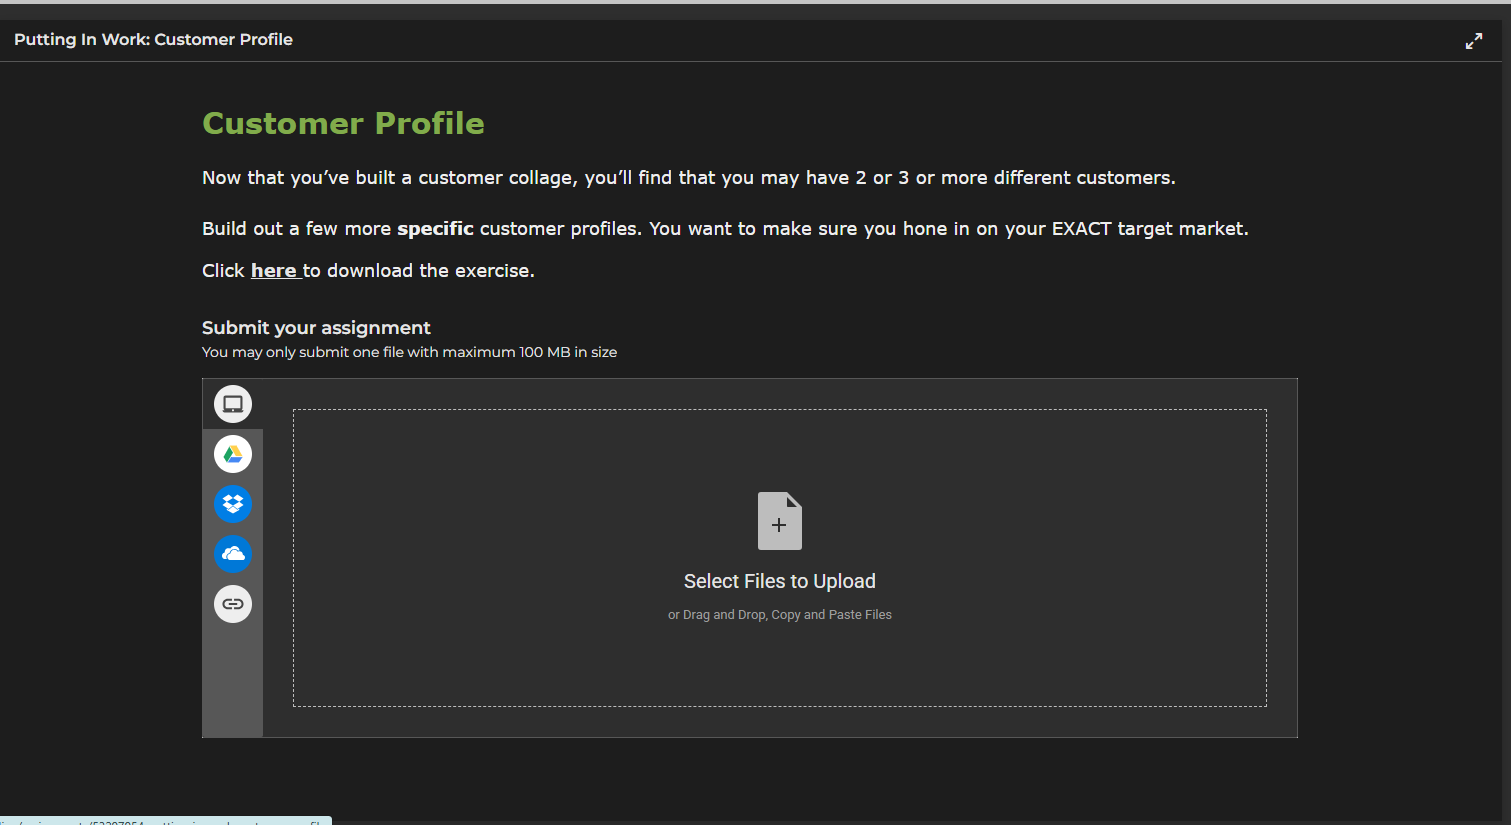 Putting In Work: Customer Profile
Customer Profile
Now that you’ve built a customer collage, you’ll find that you may have 2 or 3 or more different customers.
Build out a few more specific customer profiles. You want to make sure you hone in on your EXACT target market.
Click here to download the exercise.
Submit your assignment
You may only submit one file with maximum 100 MB in size
Select Files to Upload
or Drag and Drop, Copy and Paste Files